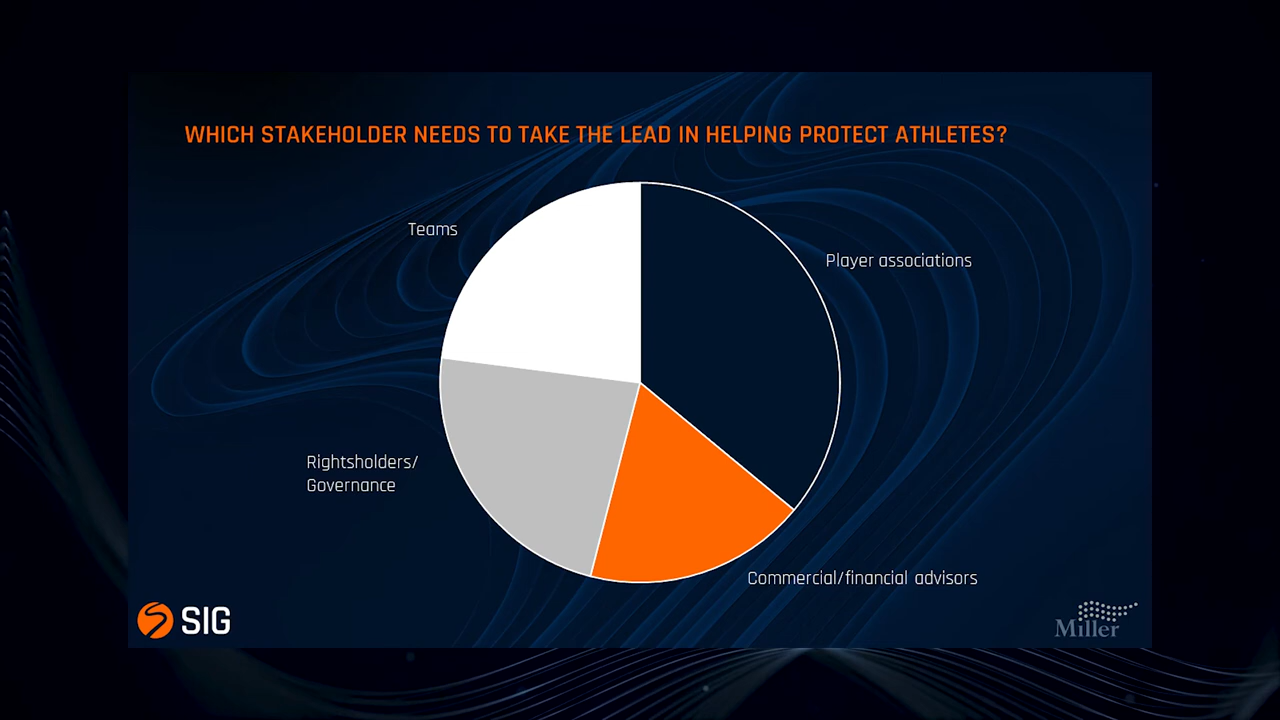 WHICH STAKEHOLDER NEEDS TO TAKE THE LEAD IN HELPING PROTECT ATHLETES?
Teams
Player associations
Rightsholders/
Governance
Commercial/financial advisors
SIG
Miller